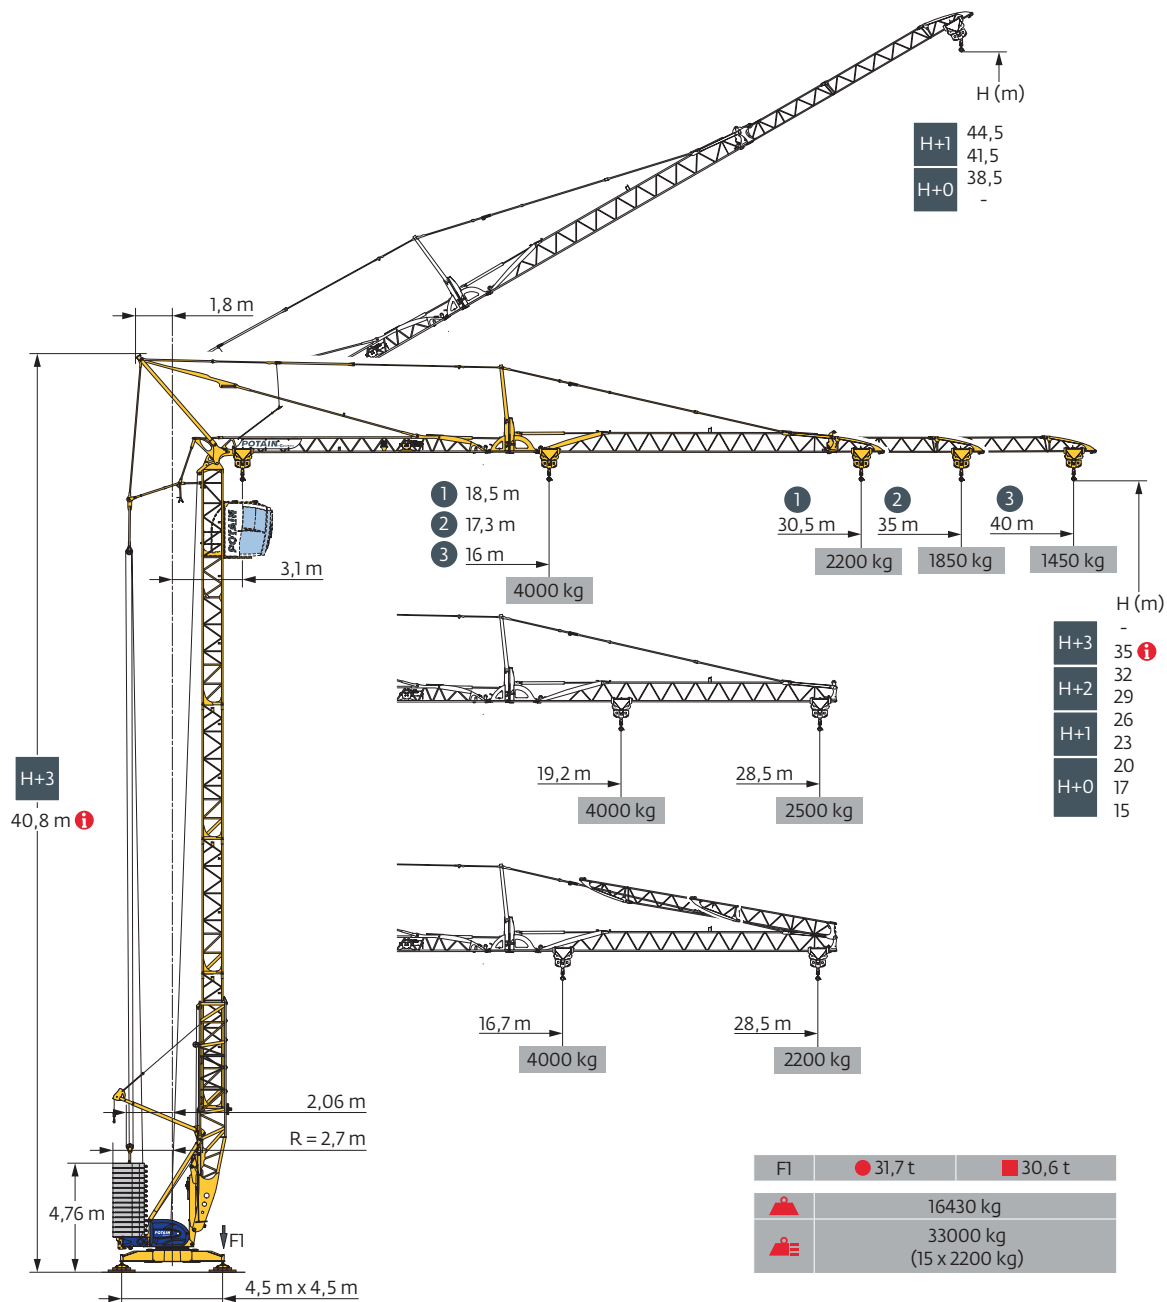 H (m)
H+1
44,5
41,5
H+0
38,5
-
1,8 m
POTAIN
POTAIN
1 18,5 m
2 17,3 m
3 16 m
4000 kg
1
30,5 m
2200 kg
2
35 m
1850 kg
3
40 m
1450 kg
3,1 m
H (m)
-
H+3
35 i
32
H+2
29
26
H+1
23
20
H+0
17
15
19,2 m
4000 kg
28,5 m
2500 kg
H+3
40,8 m i
16,7 m
4000 kg
28,5 m
2200 kg
2,06 m
R = 2,7 m
4,76 m
POTAIN
F1
4,5 m x 4,5 m
F1 31,7 t 30,6 t
16430 kg
33000 kg
(15 x 2200 kg)